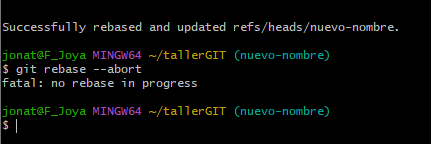 Successfully rebased and updated refs/heads/nuevo-nombre.
jonat@F_Joya MINGW64 ~/tallerGIT (nuevo-nombre)
$ git rebase --abort
fatal: no rebase in progress
jonat@F_Joya MINGW64 ~/tallerGIT (nuevo-nombre)
$